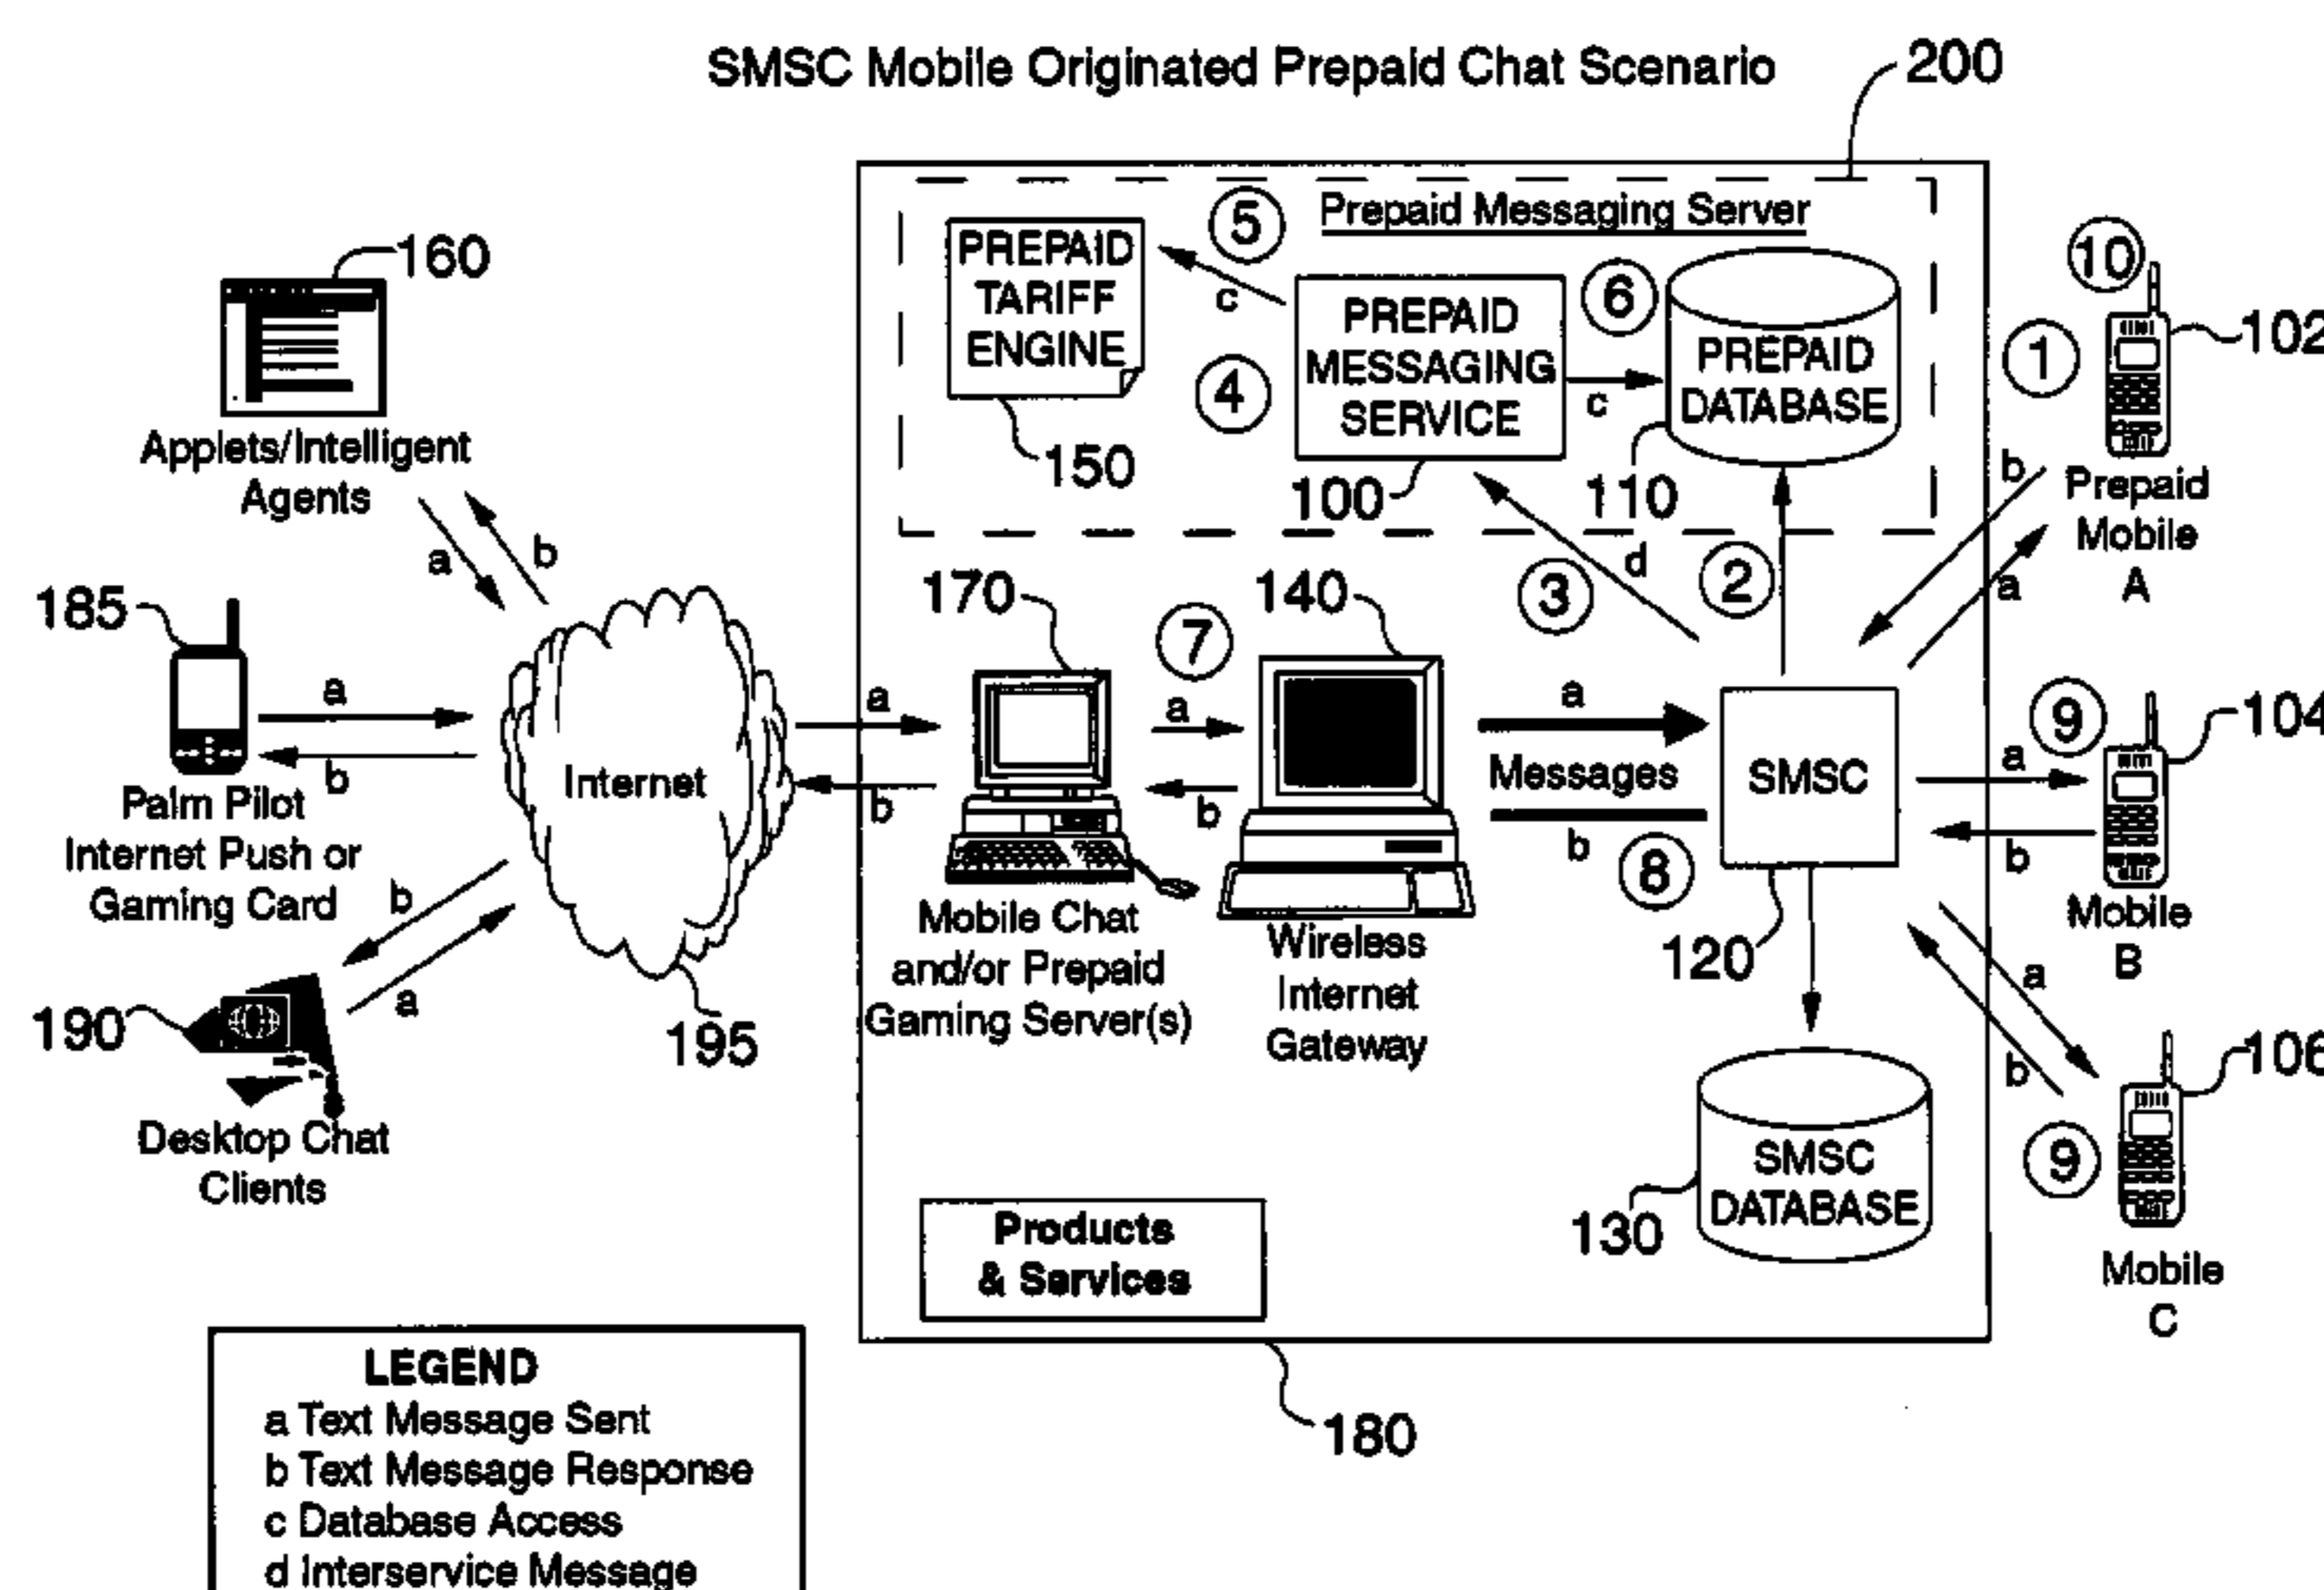 SMSC Mobile Originated Prepaid Chat Scenario
200
Prepaid Messaging Server
5
PREPAID
TARIFF
ENGINE
c
4
150
PREPAID
MESSAGING
SERVICE
100
6
c
PREPAID
DATABASE
110
10
102
1
Prepaid
Mobile
A
b
a
160
Applets/Intelligent
Agents
a
b
185
a
b
Palm Pilot
Internet Push or
Gaming Card
b
a
190
Desktop Chat
Clients
Internet
195
a
b
170
7
a
b
Mobile Chat
and/or Prepaid
Gaming Server(s)
140
Wireless
Internet
Gateway
3
d
2
a
Messages
b
8
SMSC
120
SMSC
DATABASE
130
9
104
a
b
Mobile
B
a
b
106
9
Mobile
C
Products
& Services
180
LEGEND
a Text Message Sent
b Text Message Response
c Database Access
d Interservice Message